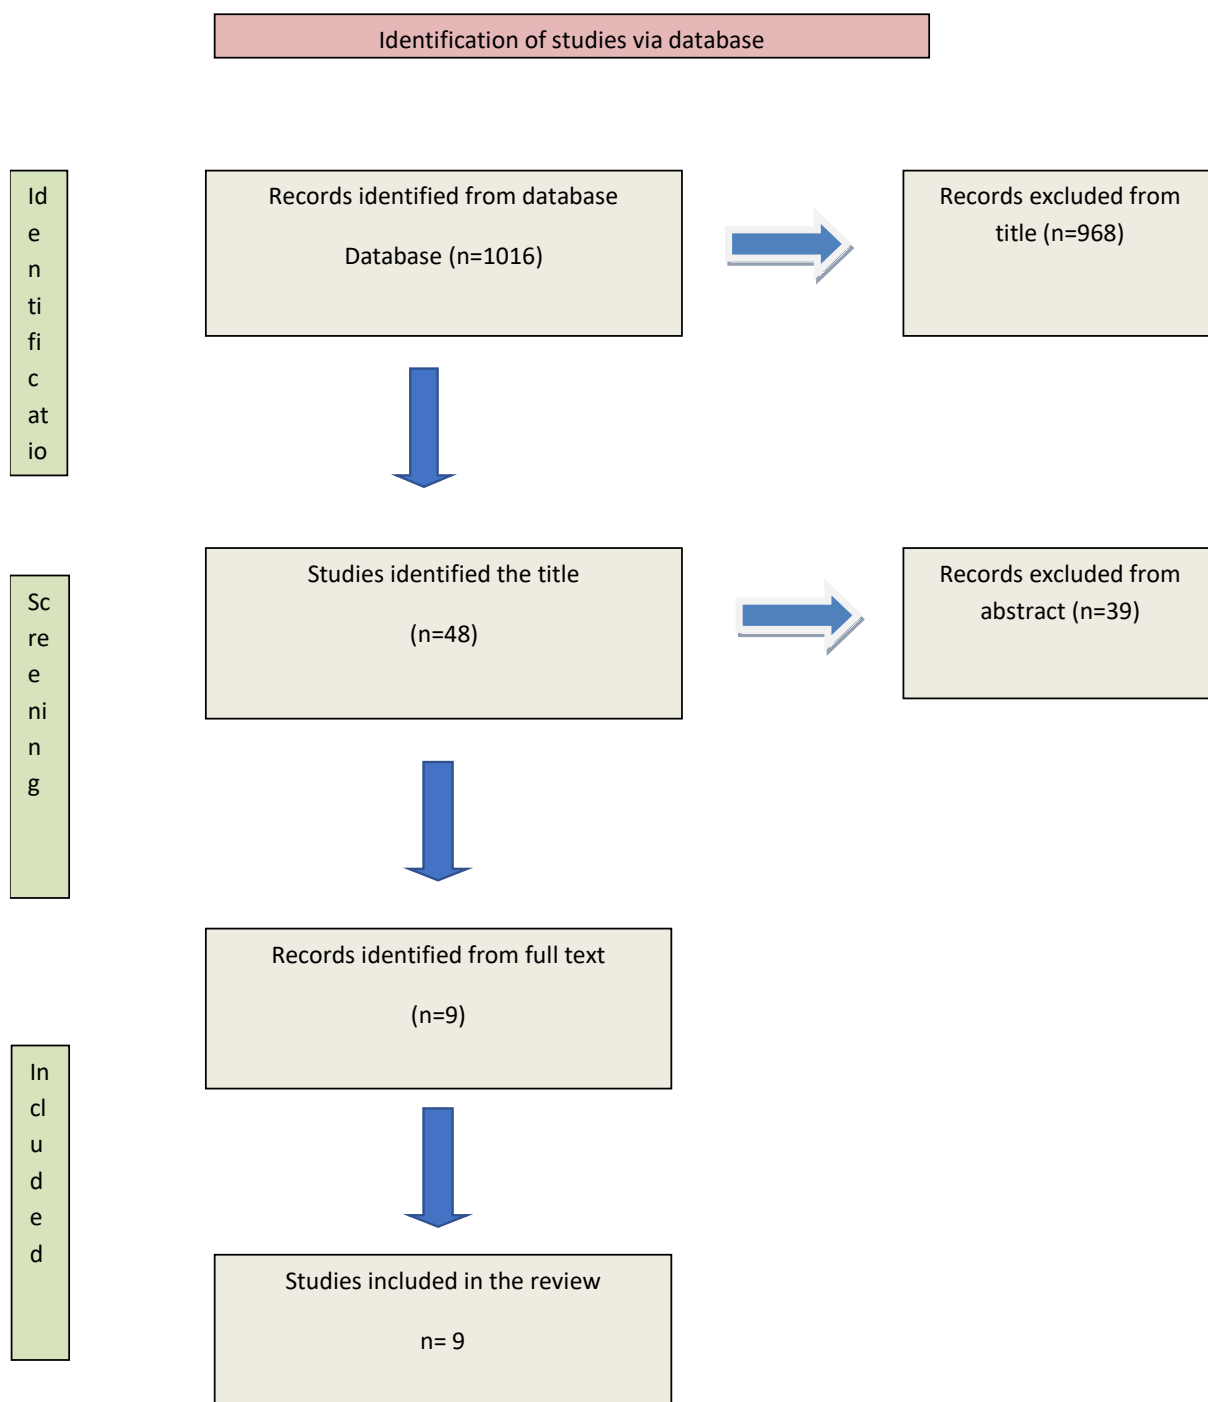 Identification of studies via database
Id
e
n
ti
fi
c
at
io
Records identified from database
Database (n=1016)
Records excluded from
title (n=968)
Sc
re
e
ni
n
g
Studies identified the title
(n=48)
Records excluded from
abstract (n=39)
Records identified from full text
(n=9)
In
cl
u
d
e
d
Studies included in the review
n= 9